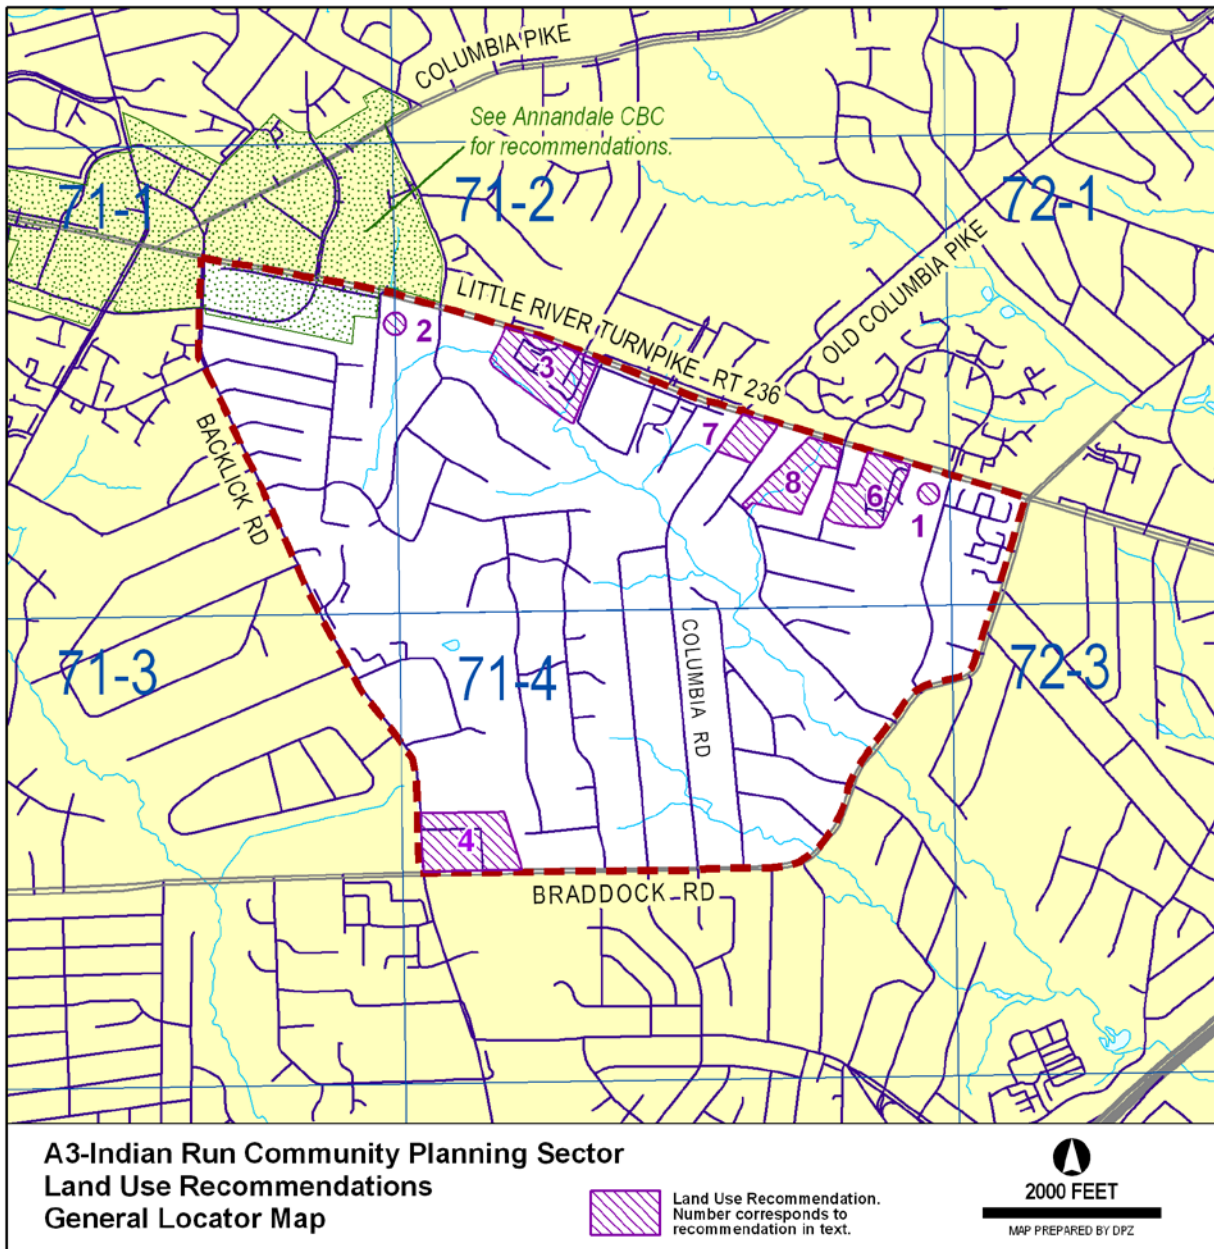 COLUMBIA PIKE
See Annandale CBC
for recommendations.
71-1
71-2
72-1
OLD COLUMBIA PIKE
LITTLE RIVER TURNPIKE RT 236
2
3
7
8
6
1
BACKLICK RD
71-3
71-4
COLUMBIA RD
72-3
4
BRADDOCK RD
A3-Indian Run Community Planning Sector
Land Use Recommendations
General Locator Map
Land Use Recommendation.
Number corresponds to
recommendation in text.
2000 FEET
MAP PREPARED BY DPZ